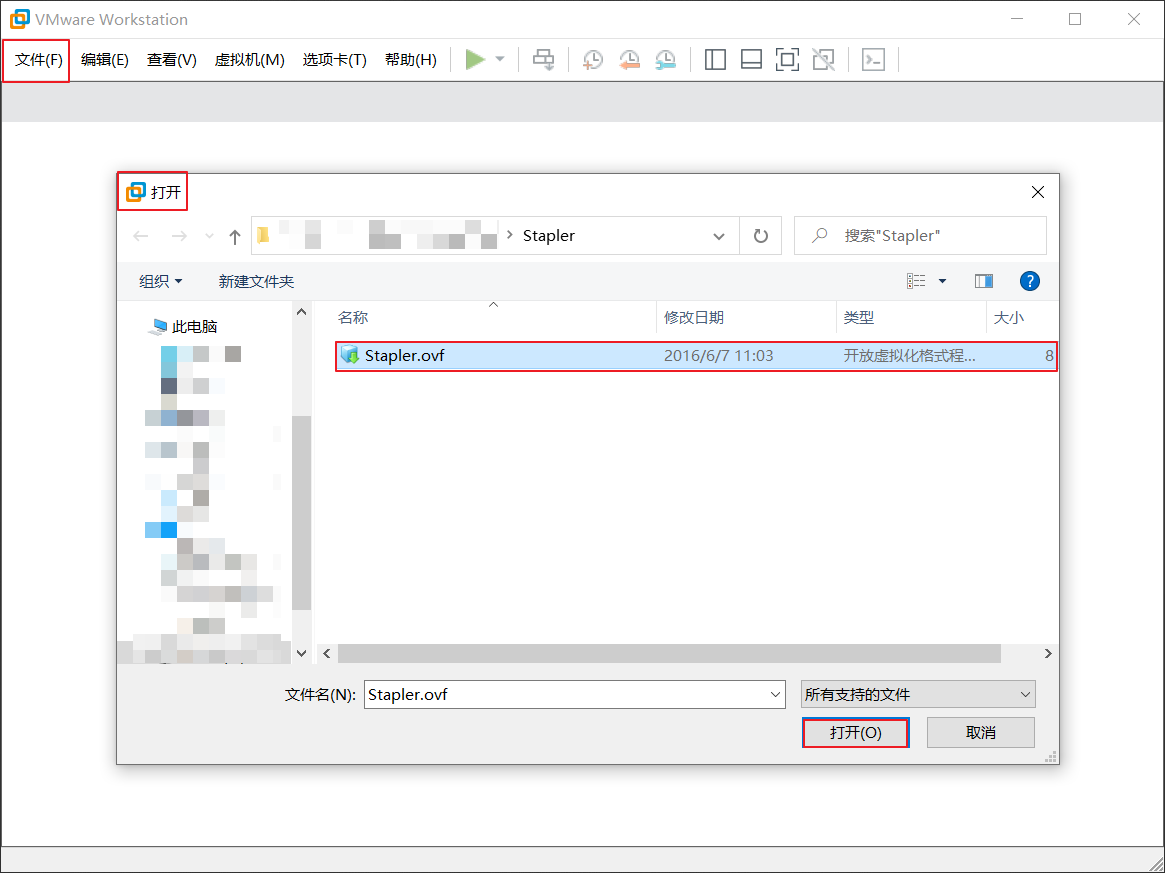 VMware Workstation
文件(F) 编辑(E) 查看(V) 虚拟机(M) 选项卡(T) 帮助(H)
打开
Stapler
搜索"Stapler"
组织 新建文件夹
此电脑
名称 修改日期 类型 大小
Stapler.ovf 2016/6/7 11:03 开放虚拟化格式程... 8
文件名(N): Stapler.ovf 所有支持的文件
打开(O) 取消